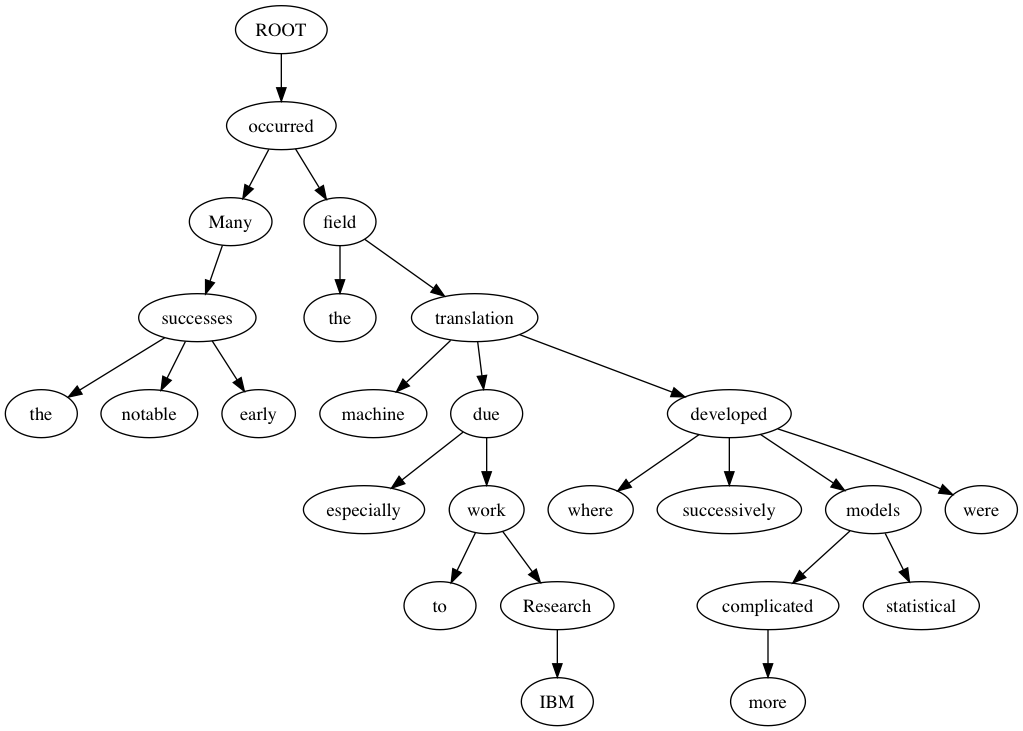 ROOT
occurred
Many field
successes the translation
the notable early machine due developed
especially work where successively models were
to Research complicated statistical
IBM more